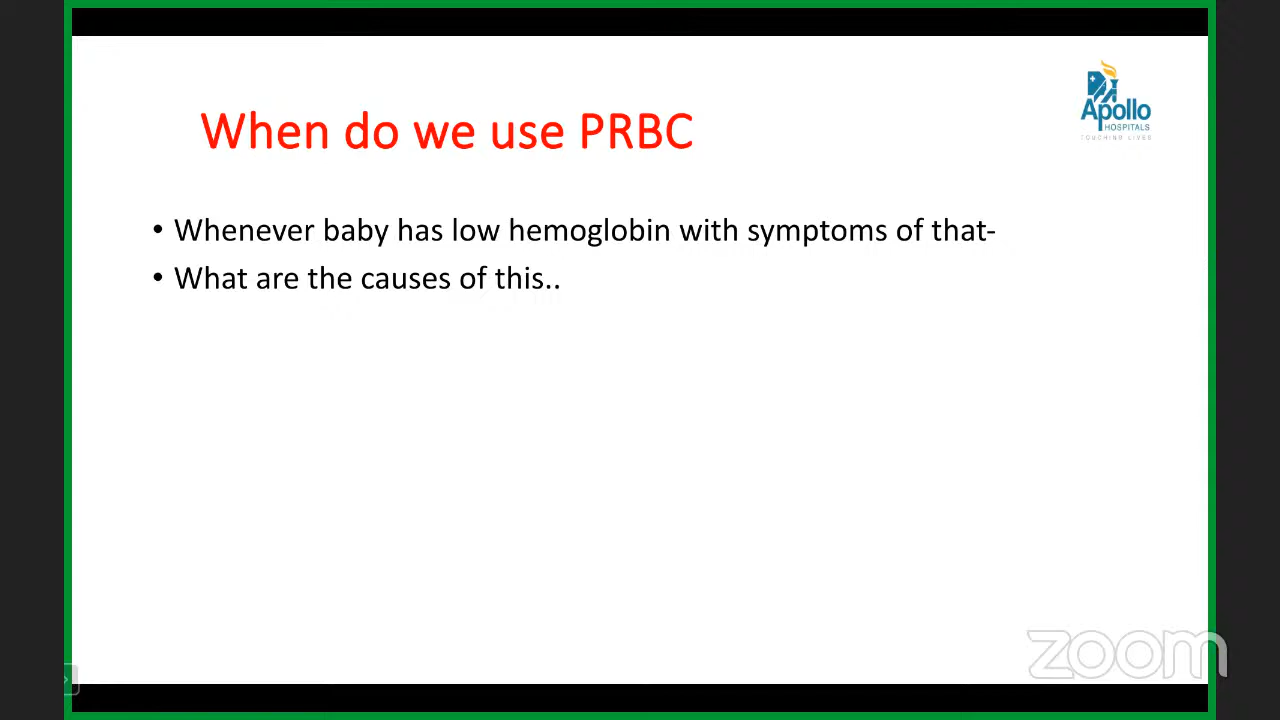 Apollo
HOSPITALS
TOUCHING LIVES
When do we use PRBC
• Whenever baby has low hemoglobin with symptoms of that-
• What are the causes of this..
zoom